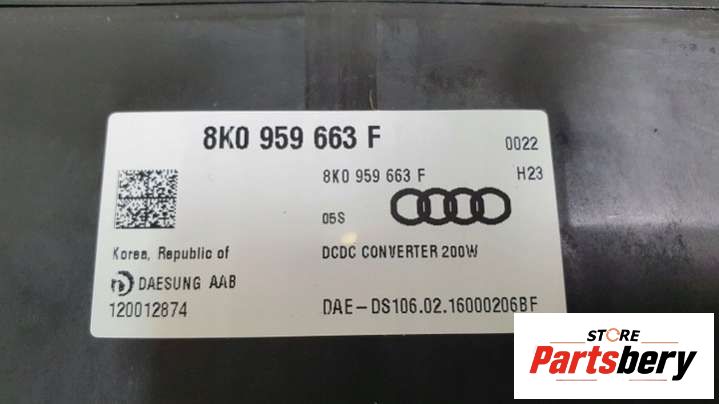 8K0 959 663 F
0022
8K0 959 663 F
H23
05S
Korea, Republic of
DCDC CONVERTER 200W
DAESUNG AAB
120012874
DAE-DS106.02.16000206BF
STORE
Partsbery